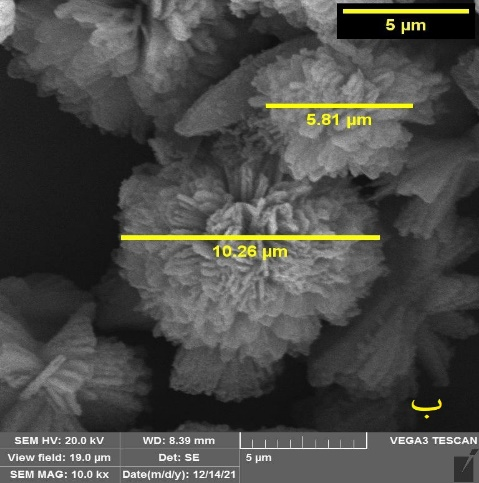 5 µm
5.81 µm
10.26 µm
ب
SEM HV: 20.0 kV WD: 8.39 mm VEGA3 TESCAN
View field: 19.0 µm Det: SE 5 µm
SEM MAG: 10.0 kx Date(m/d/y): 12/14/21